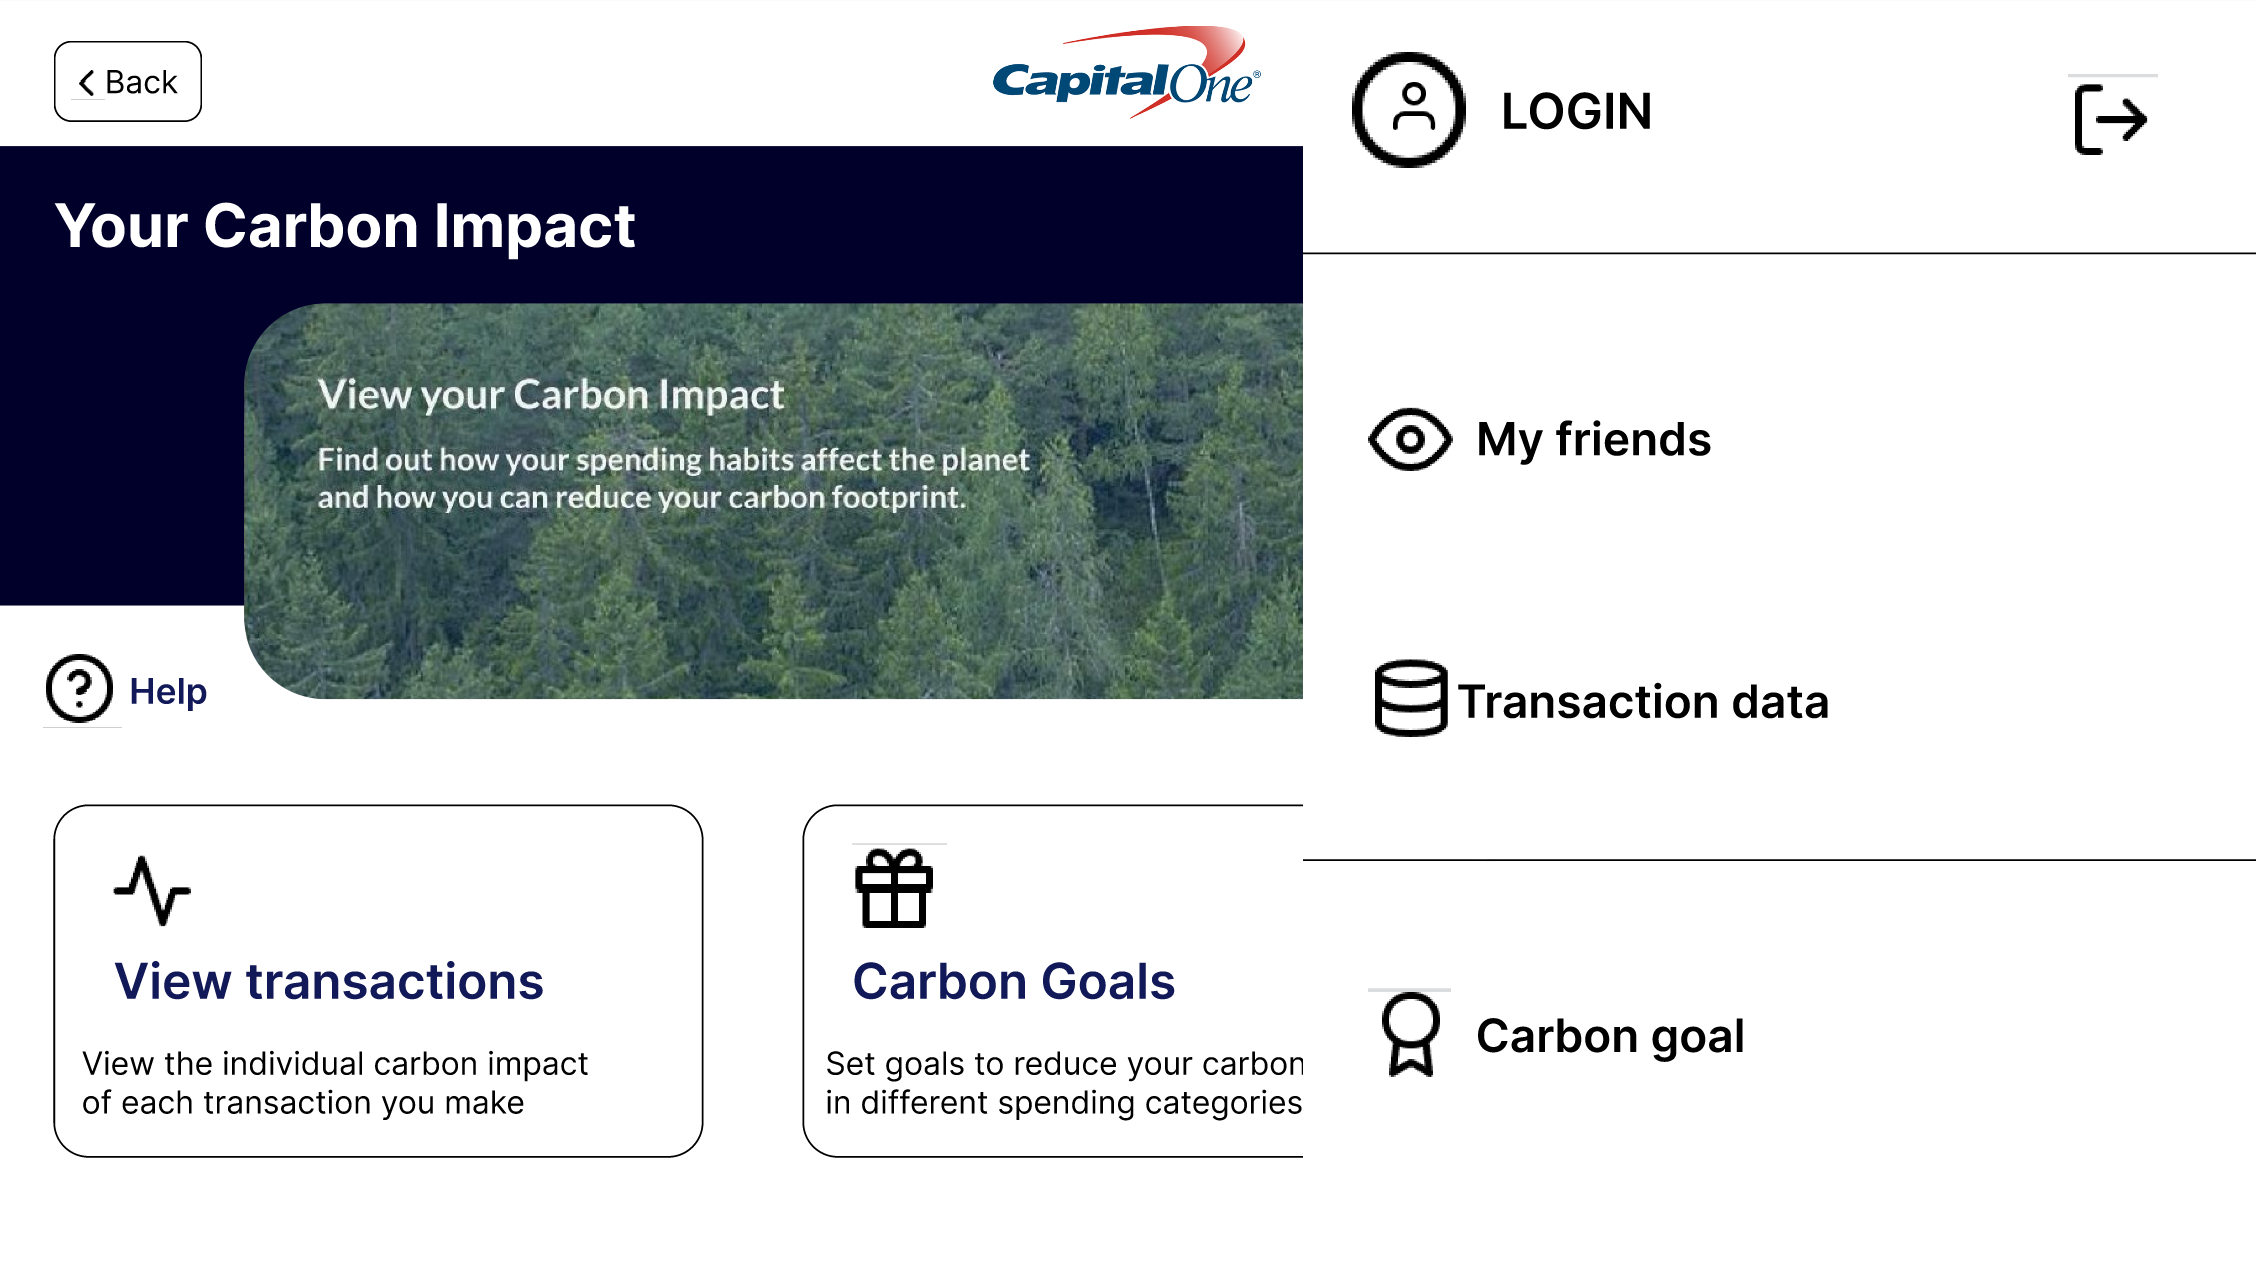 Back
CapitalOne®
Your Carbon Impact
View your Carbon Impact
Find out how your spending habits affect the planet
and how you can reduce your carbon footprint.
Help
View transactions
View the individual carbon impact
of each transaction you make
Carbon Goals
Set goals to reduce your carbon
in different spending categories
LOGIN
My friends
Transaction data
Carbon goal